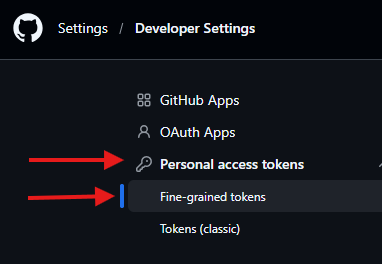 Settings / Developer Settings
GitHub Apps
OAuth Apps
Personal access tokens
Fine-grained tokens
Tokens (classic)